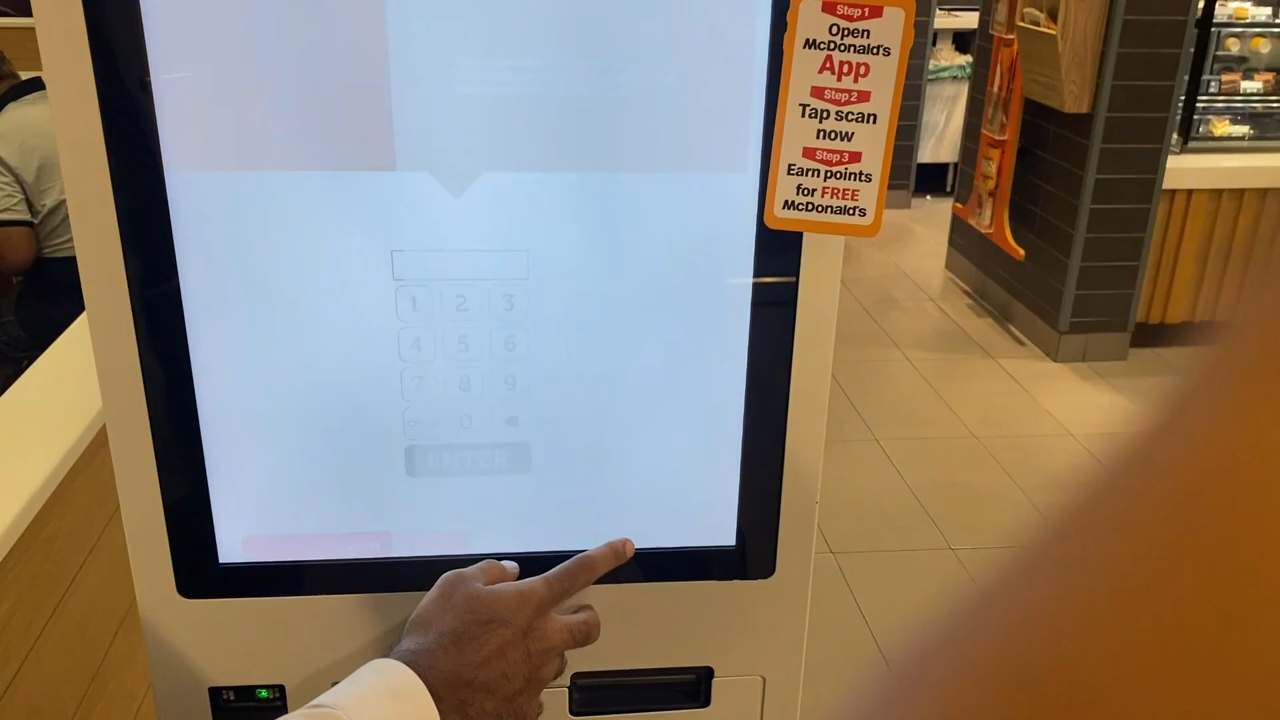 Step 1
Open
McDonald's
App
Step 2
Tap scan
now
Step 3
Earn points
for FREE
McDonald's
1 2 3
4 5 6
7 8 9
0
ENTER